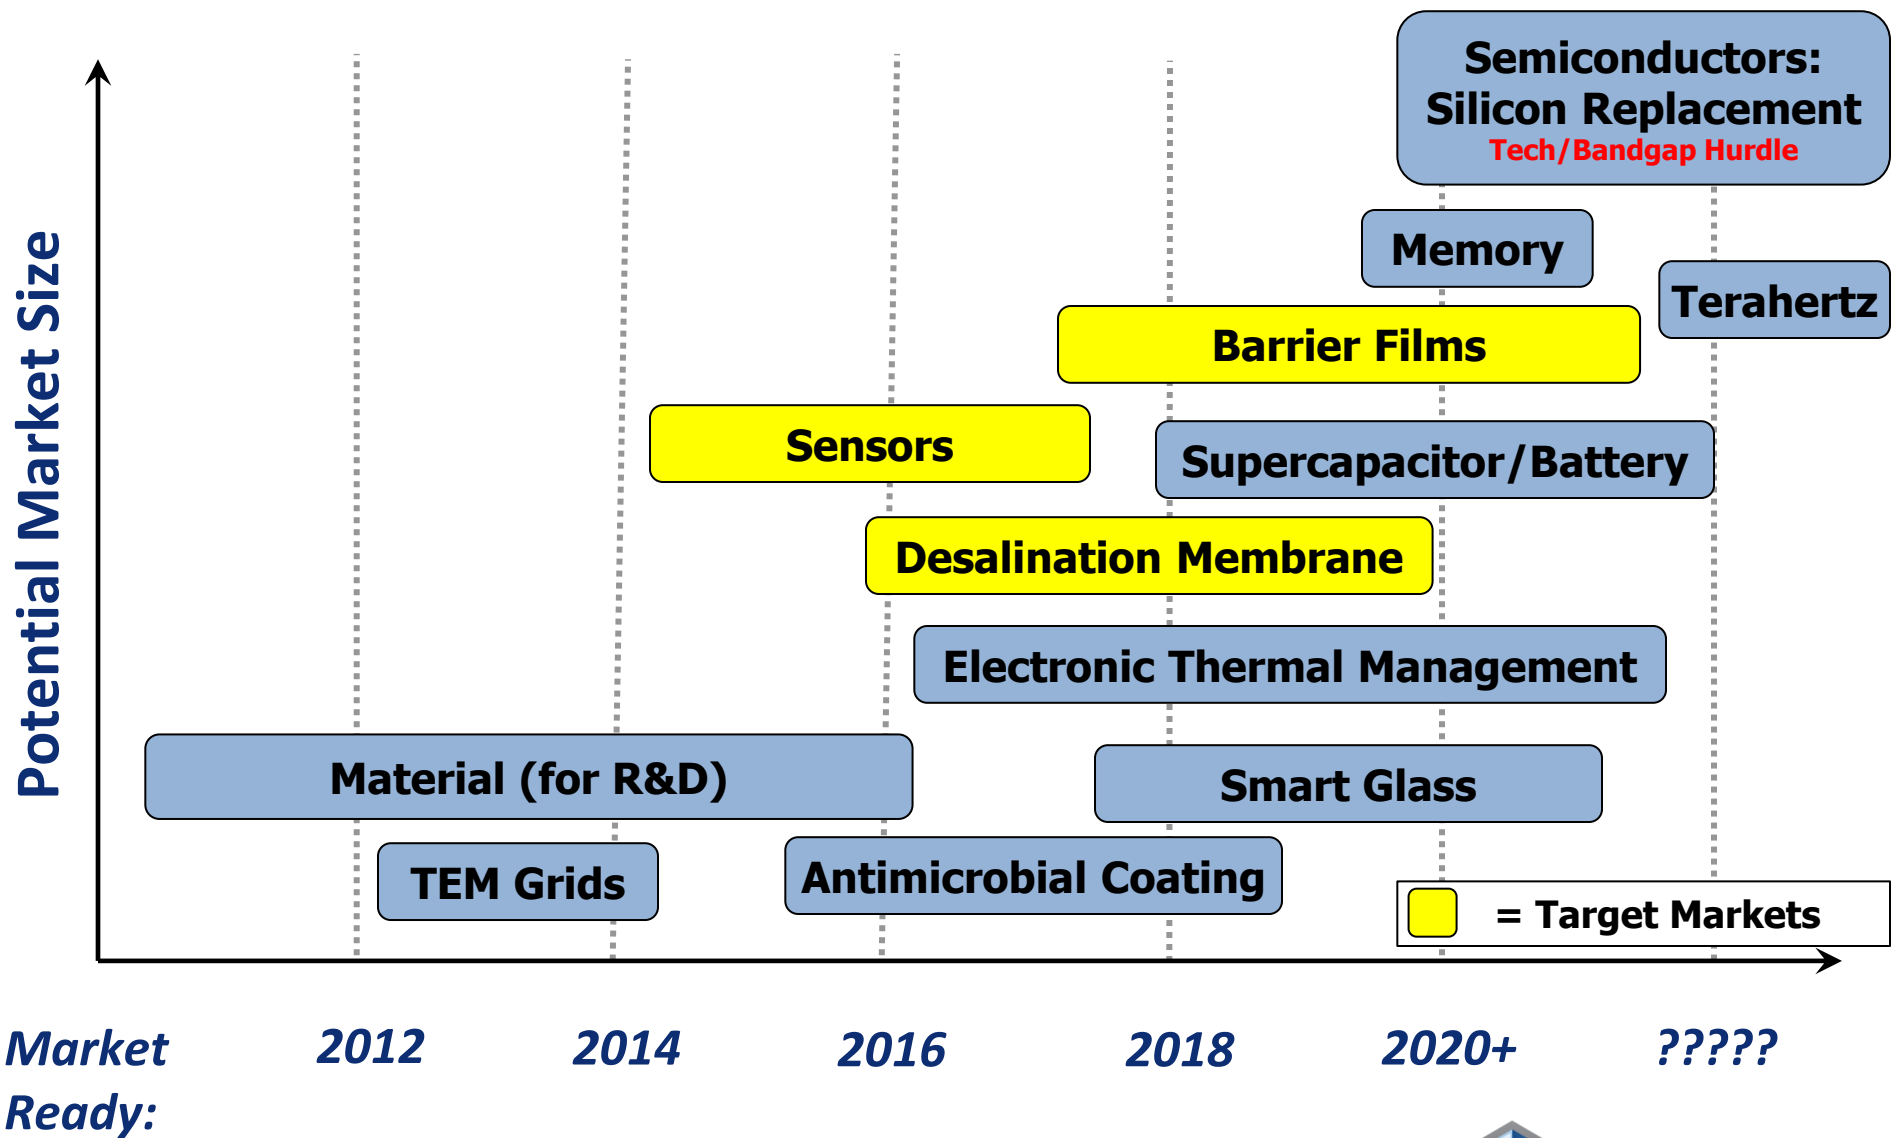 Semiconductors:
Silicon Replacement
Tech/Bandgap Hurdle
Potential Market Size
Memory
Terahertz
Barrier Films
Sensors
Supercapacitor/Battery
Desalination Membrane
Electronic Thermal Management
Material (for R&D)
Smart Glass
TEM Grids
Antimicrobial Coating
= Target Markets
Market
Ready:
2012
2014
2016
2018
2020+
?????